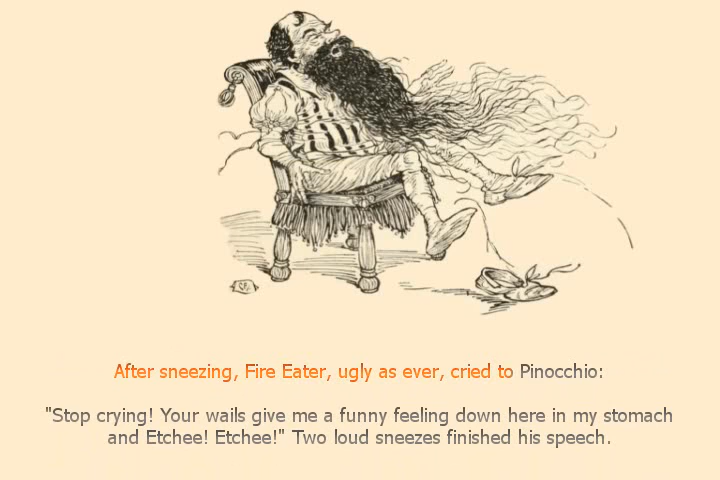 After sneezing, Fire Eater, ugly as ever, cried to Pinocchio:
"Stop crying! Your wails give me a funny feeling down here in my stomach
and Etchee! Etchee!" Two loud sneezes finished his speech.